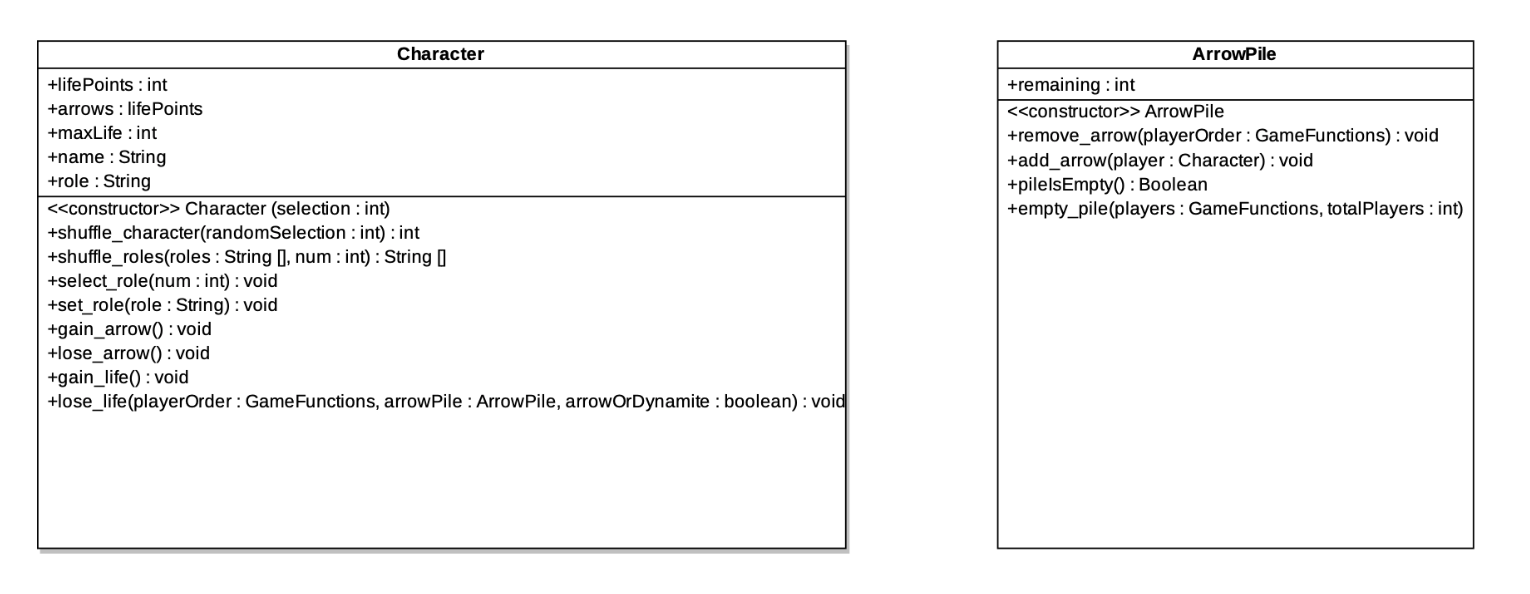 Character
+lifePoints : int
+arrows : lifePoints
+maxLife : int
+name : String
+role : String
<<constructor>> Character (selection : int)
+shuffle_character(randomSelection : int) : int
+shuffle_roles(roles : String [], num : int) : String []
+select_role(num : int) : void
+set_role(role : String) : void
+gain_arrow() : void
+lose_arrow() : void
+gain_life() : void
+lose_life(playerOrder : GameFunctions, arrowPile : ArrowPile, arrowOrDynamite : boolean) : void
ArrowPile
+remaining : int
<<constructor>> ArrowPile
+remove_arrow(playerOrder : GameFunctions) : void
+add_arrow(player : Character) : void
+pileIsEmpty() : Boolean
+empty_pile(players : GameFunctions, totalPlayers : int)